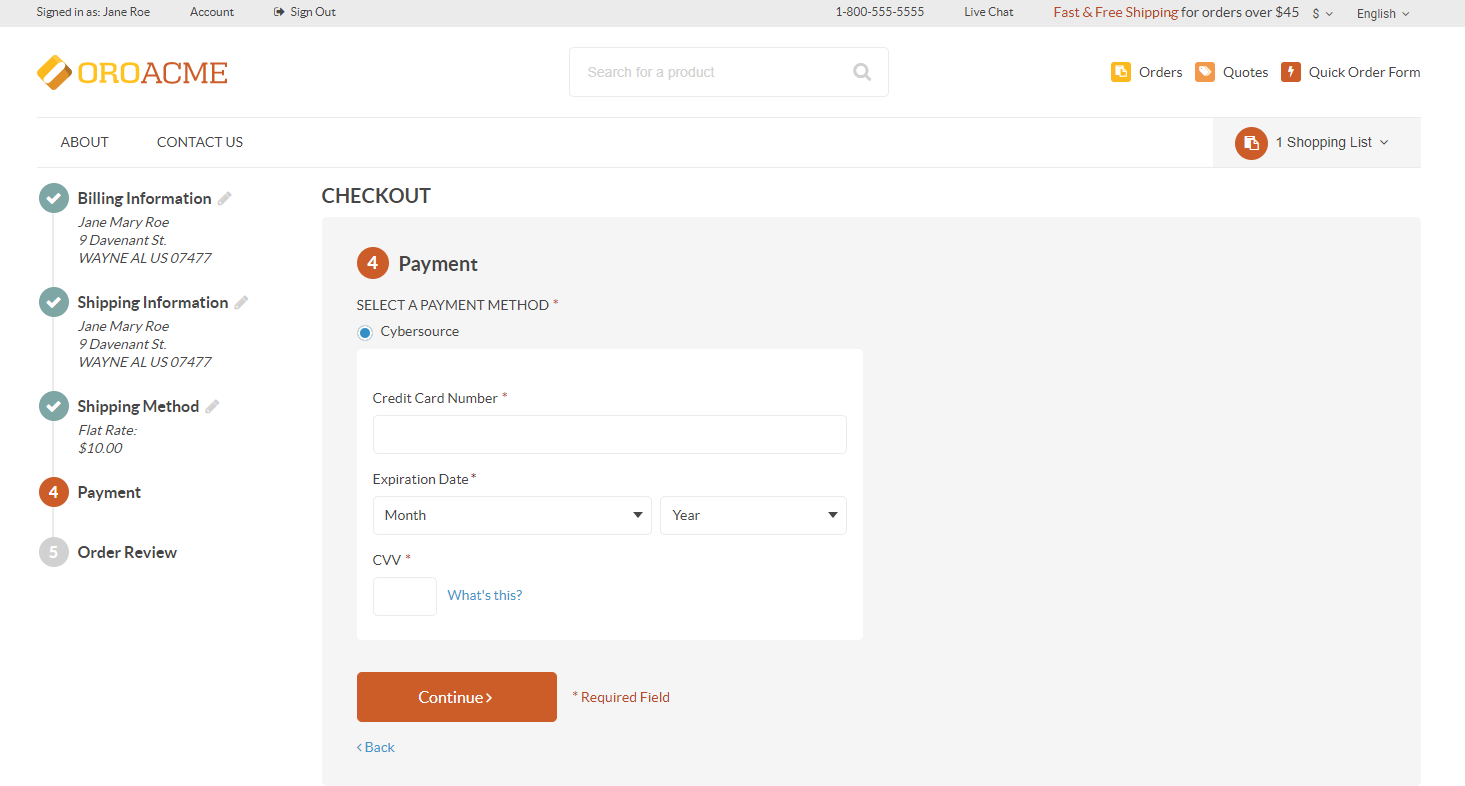 Signed in as: Jane Roe Account Sign Out 1-800-555-5555 Live Chat Fast & Free Shipping for orders over $45 $ English
OROACME Search for a product Orders Quotes Quick Order Form
ABOUT CONTACT US 1 Shopping List
Billing Information
Jane Mary Roe
9 Davenant St.
WAYNE AL US 07477
Shipping Information
Jane Mary Roe
9 Davenant St.
WAYNE AL US 07477
Shipping Method
Flat Rate:
$10.00
4 Payment
5 Order Review
CHECKOUT
4 Payment
SELECT A PAYMENT METHOD *
Cybersource
Credit Card Number *
Expiration Date *
Month Year
CVV *
What's this?
Continue > * Required Field
< Back